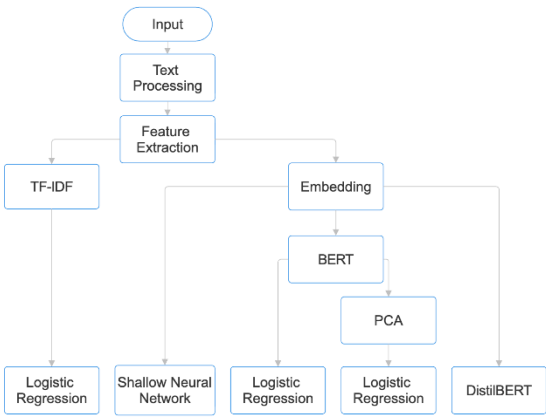 Input
Text
Processing
Feature
Extraction
TF-IDF
Embedding
BERT
PCA
Logistic
Regression
Shallow Neural
Network
Logistic
Regression
Logistic
Regression
DistilBERT